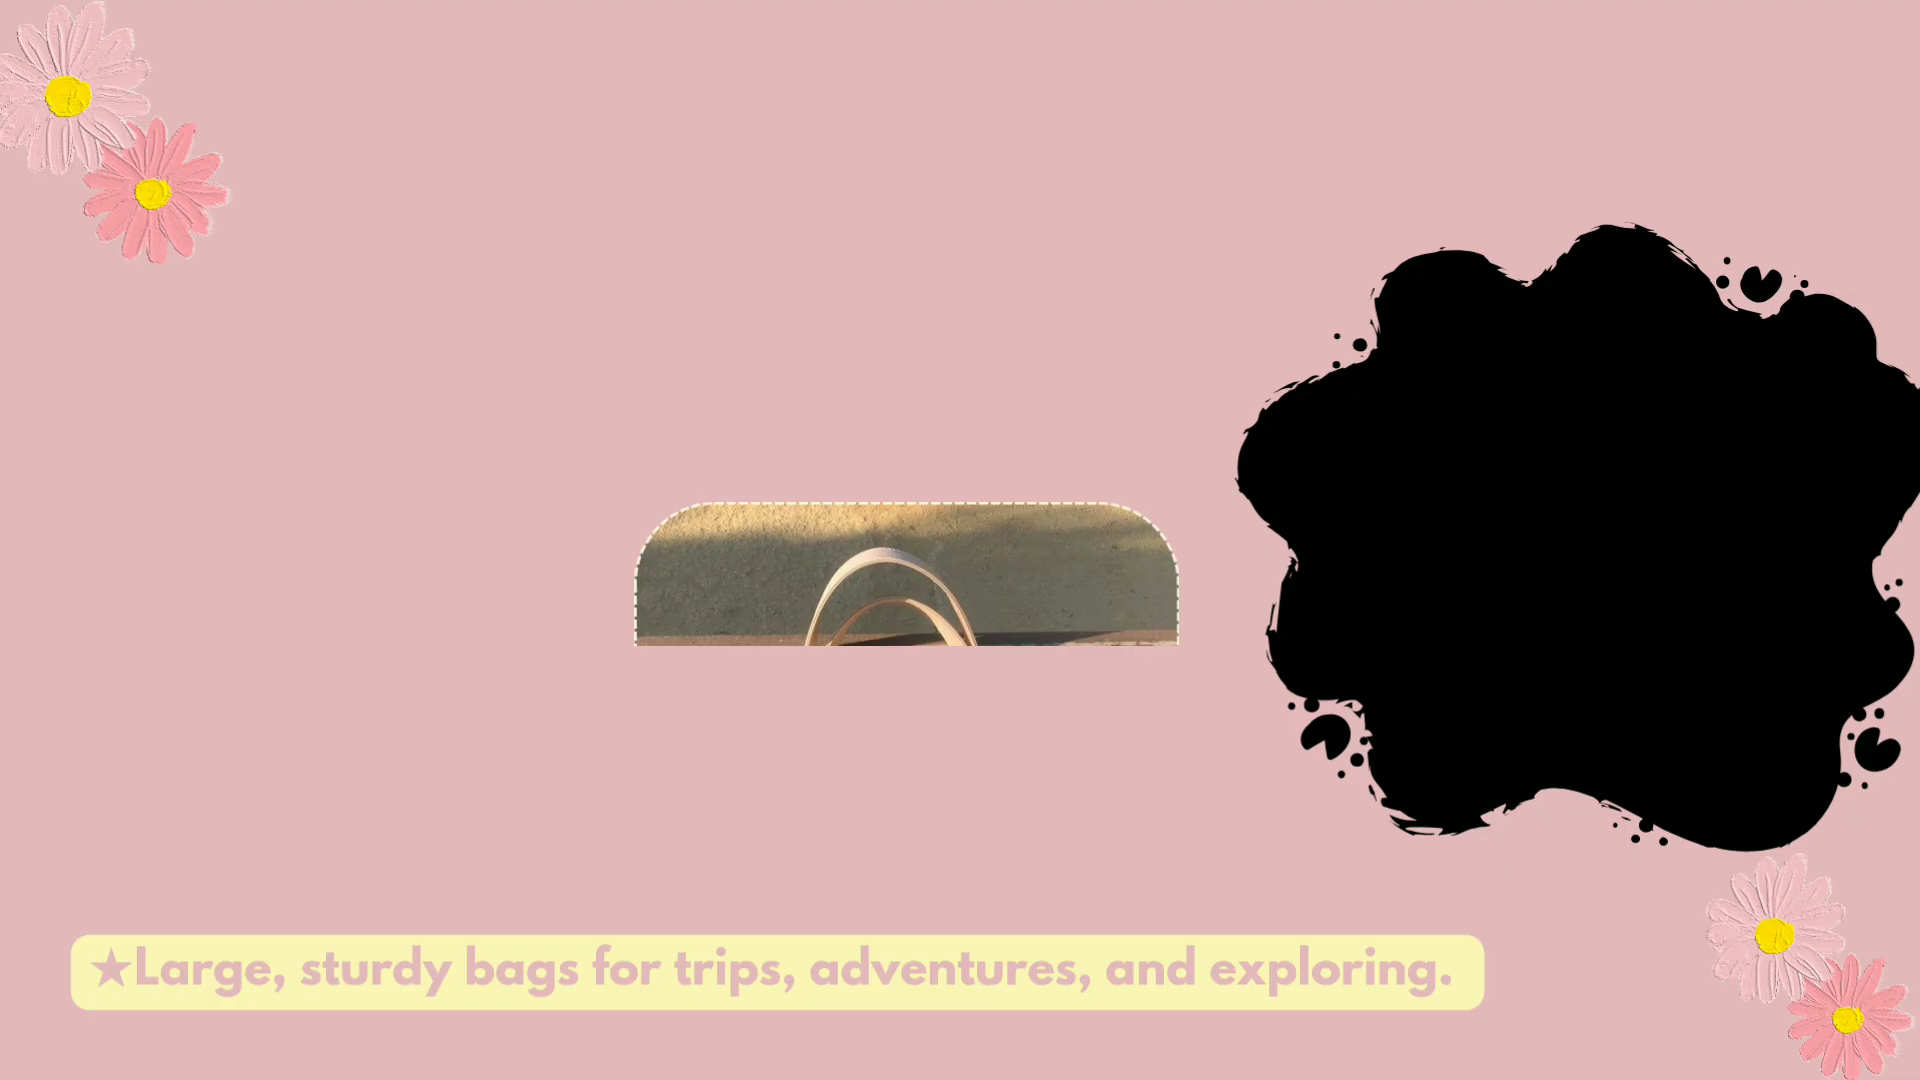 ★Large, sturdy bags for trips, adventures, and exploring.